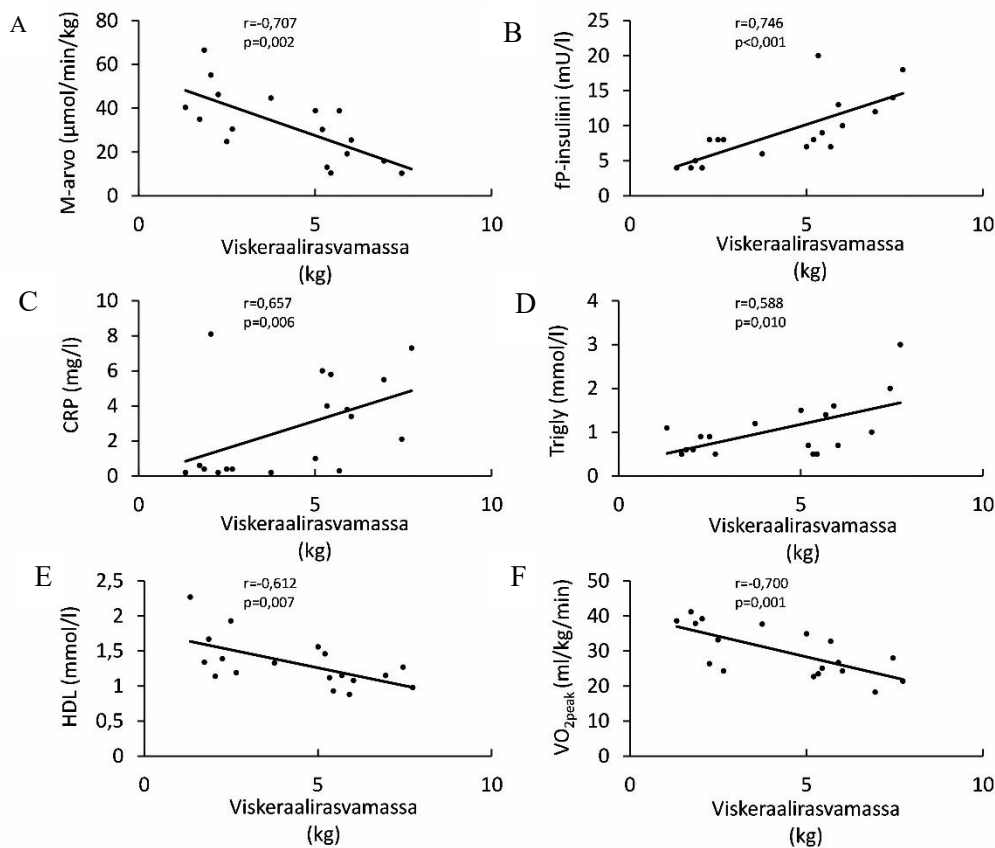 A
r=-0,707
p=0,002
M-arvo (µmol/min/kg)
80
60
40
20
0
0
5
10
Viskeraalirasvamassa
(kg)
B
r=0,746
p<0,001
fP-insuliini (mU/l)
25
20
15
10
5
0
0
5
10
Viskeraalirasvamassa
(kg)
C
r=0,657
p=0,006
CRP (mg/l)
10
8
6
4
2
0
0
5
10
Viskeraalirasvamassa
(kg)
D
r=0,588
p=0,010
Trigly (mmol/l)
4
3
2
1
0
0
5
10
Viskeraalirasvamassa
(kg)
E
r=-0,612
p=0,007
HDL (mmol/l)
2,5
2
1,5
1
0,5
0
0
5
10
Viskeraalirasvamassa
(kg)
F
r=-0,700
p=0,001
VO2peak (ml/kg/min)
50
40
30
20
10
0
0
5
10
Viskeraalirasvamassa
(kg)